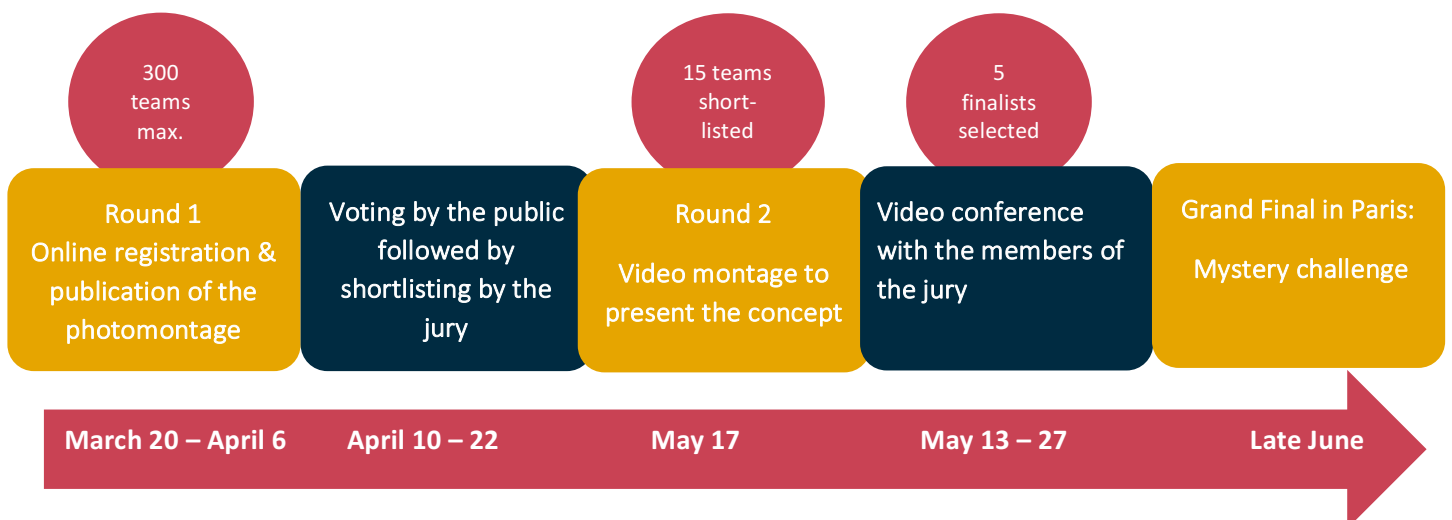 300
teams
max.
15 teams
short-
listed
5
finalists
selected
Round 1
Online registration &
publication of the
photomontage
Voting by the public
followed by
shortlisting by the
jury
Round 2
Video montage to
present the concept
Video conference
with the members of
the jury
Grand Final in Paris:
Mystery challenge
March 20 – April 6
April 10 – 22
May 17
May 13 – 27
Late June